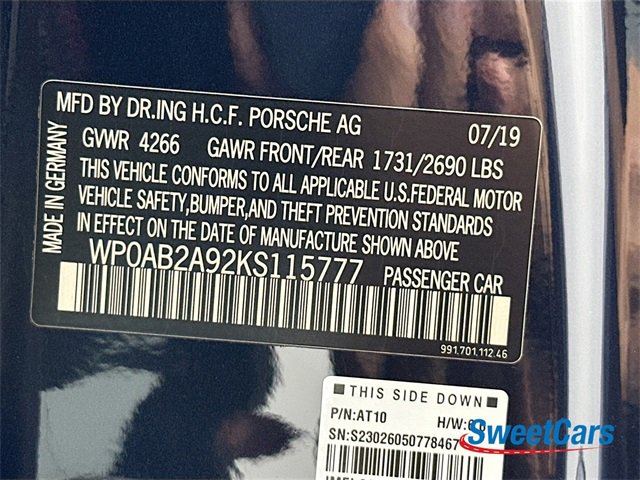 MFD BY DR.ING H.C.F. PORSCHE AG 07/19
GVWR 4266 GAWR FRONT/REAR 1731/2690 LBS
THIS VEHICLE CONFORMS TO ALL APPLICABLE U.S.FEDERAL MOTOR
VEHICLE SAFETY,BUMPER,AND THEFT PREVENTION STANDARDS
IN EFFECT ON THE DATE OF MANUFACTURE SHOWN ABOVE
MADE IN GERMANY
WP0AB2A92KS115777 PASSENGER CAR
991.701.112.46
THIS SIDE DOWN
P/N:AT10 H/W:
SN:S23026050778467
SweetCars